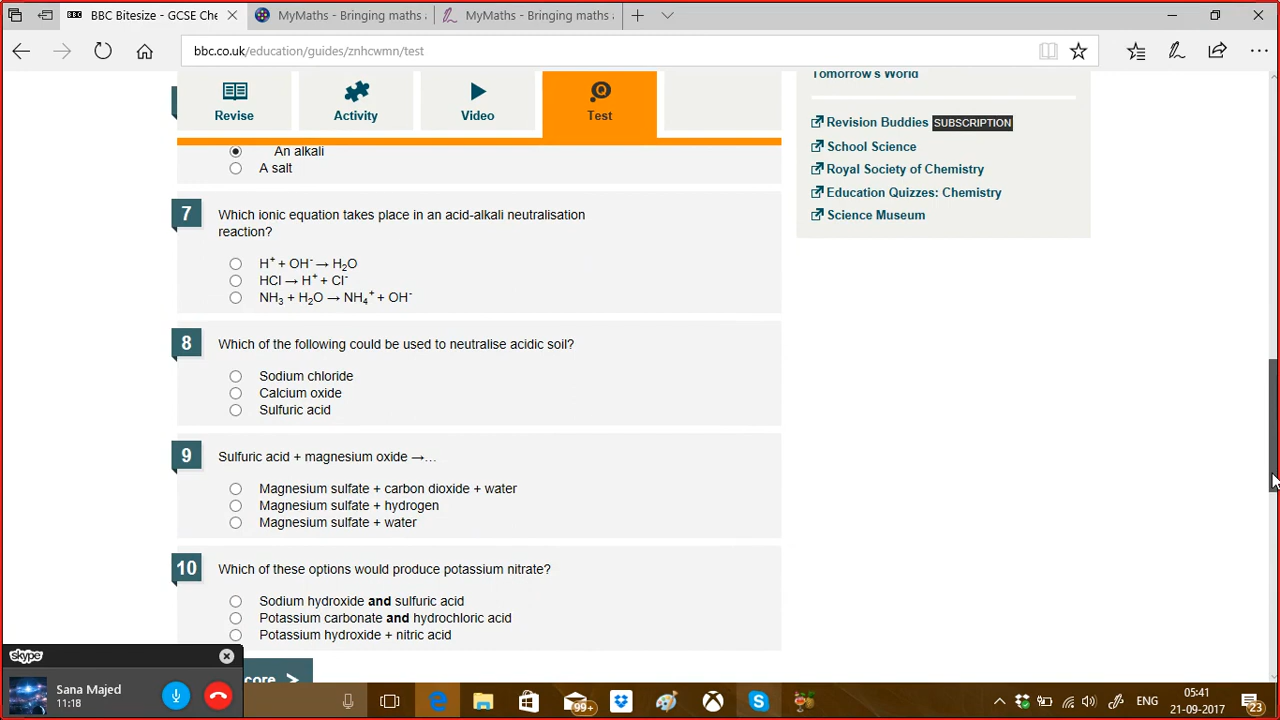 BBC Bitesize - GCSE Che
MyMaths - Bringing maths
MyMaths - Bringing maths
bbc.co.uk/education/guides/znhcwmn/test
Revise
Activity
Video
Test
Tomorrow's World
Revision Buddies SUBSCRIPTION
School Science
Royal Society of Chemistry
Education Quizzes: Chemistry
Science Museum
An alkali
A salt
7 Which ionic equation takes place in an acid-alkali neutralisation
reaction?
H⁺ + OH⁻ → H₂O
HCl → H⁺ + Cl⁻
NH₃ + H₂O → NH₄⁺ + OH⁻
8 Which of the following could be used to neutralise acidic soil?
Sodium chloride
Calcium oxide
Sulfuric acid
9 Sulfuric acid + magnesium oxide →…
Magnesium sulfate + carbon dioxide + water
Magnesium sulfate + hydrogen
Magnesium sulfate + water
10 Which of these options would produce potassium nitrate?
Sodium hydroxide and sulfuric acid
Potassium carbonate and hydrochloric acid
Potassium hydroxide + nitric acid
core >
skype
Sana Majed
11:18
99+
ENG
05:41
21-09-2017
23